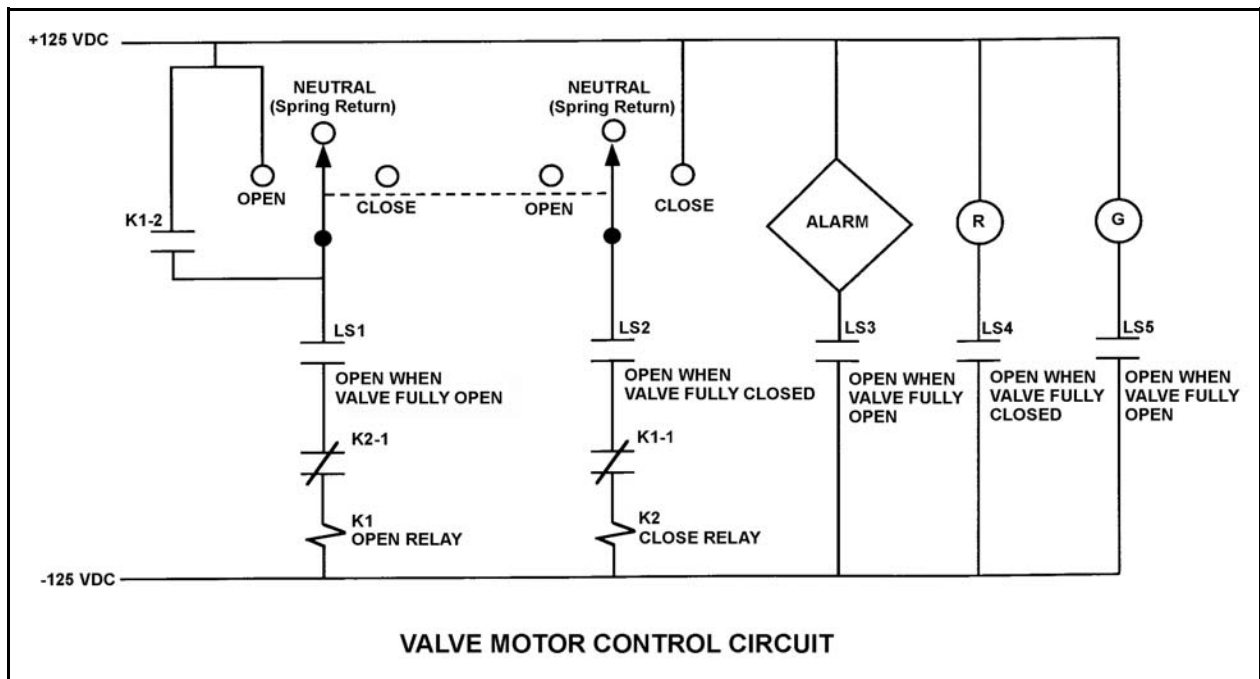 +125 VDC
NEUTRAL
(Spring Return)
NEUTRAL
(Spring Return)
OPEN
CLOSE
OPEN
CLOSE
K1-2
ALARM
R
G
LS1
OPEN WHEN
VALVE FULLY OPEN
LS2
OPEN WHEN
VALVE FULLY CLOSED
LS3
OPEN WHEN
VALVE FULLY
OPEN
LS4
OPEN WHEN
VALVE FULLY
CLOSED
LS5
OPEN WHEN
VALVE FULLY
OPEN
K2-1
K1-1
K1
OPEN RELAY
K2
CLOSE RELAY
-125 VDC
VALVE MOTOR CONTROL CIRCUIT